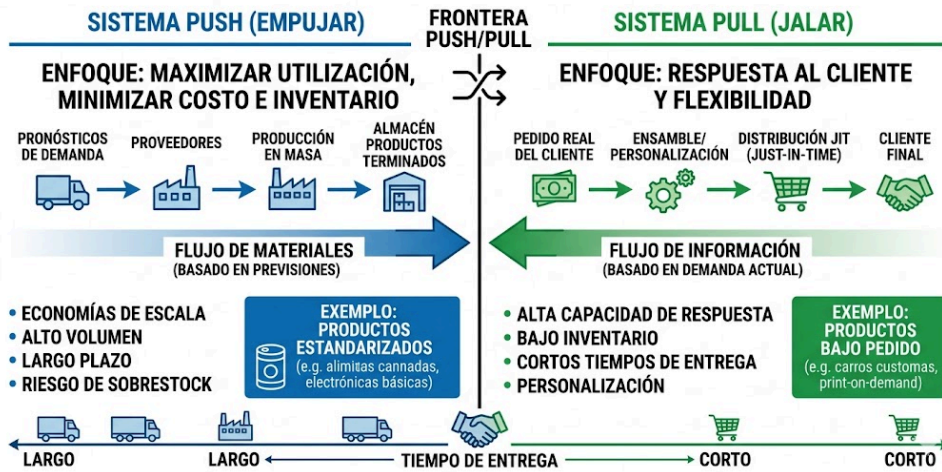 SISTEMA PUSH (EMPUJAR)
FRONTERA
PUSH/PULL
SISTEMA PULL (JALAR)
ENFOQUE: MAXIMIZAR UTILIZACIÓN,
MINIMIZAR COSTO E INVENTARIO
PRONÓSTICOS
DE DEMANDA
PROVEEDORES
PRODUCCIÓN
EN MASA
ALMACÉN
PRODUCTOS
TERMINADOS
FLUJO DE MATERIALES
(BASADO EN PREVISIONES)
• ECONOMÍAS DE ESCALA
• ALTO VOLUMEN
• LARGO PLAZO
• RIESGO DE SOBRESTOCK
EJEMPLO:
PRODUCTOS
ESTANDARIZADOS
(e.g. alimitas cannadas,
electrónicas básicas)
ENFOQUE: RESPUESTA AL CLIENTE
Y FLEXIBILIDAD
PEDIDO REAL
DEL CLIENTE
ENSAMBLE/
PERSONALIZACIÓN
DISTRIBUCIÓN JIT
(JUST-IN-TIME)
CLIENTE
FINAL
FLUJO DE INFORMACIÓN
(BASADO EN DEMANDA ACTUAL)
• ALTA CAPACIDAD DE RESPUESTA
• BAJO INVENTARIO
• CORTOS TIEMPOS DE ENTREGA
• PERSONALIZACIÓN
EXEMPLO:
PRODUCTOS
BAJO PEDIDO
(e.g. carros customas,
print-on-demand)
LARGO
LARGO
TIEMPO DE ENTREGA
CORTO
CORTO